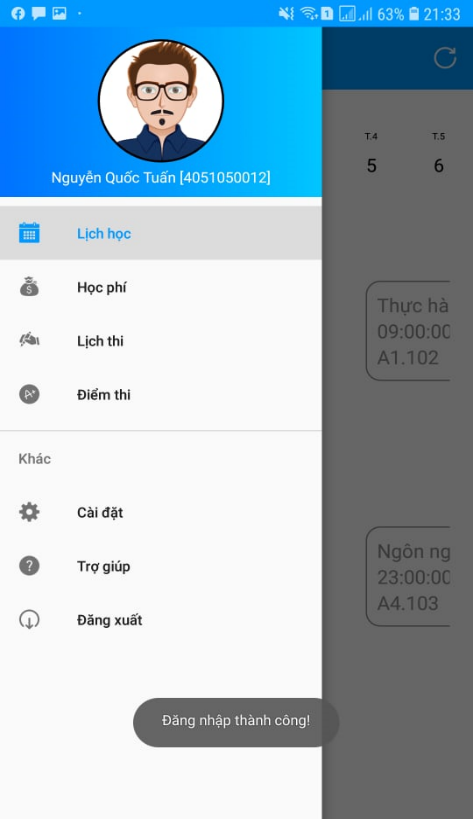 63% 21:33
Nguyễn Quốc Tuấn [4051050012]
T.4 T.5
5 6
Lịch học
Học phí
Lịch thi
Điểm thi
Khác
Cài đặt
Trợ giúp
Đăng xuất
Thực hà
09:00:00
A1.102
Ngôn ng
23:00:00
A4.103
Đăng nhập thành công!